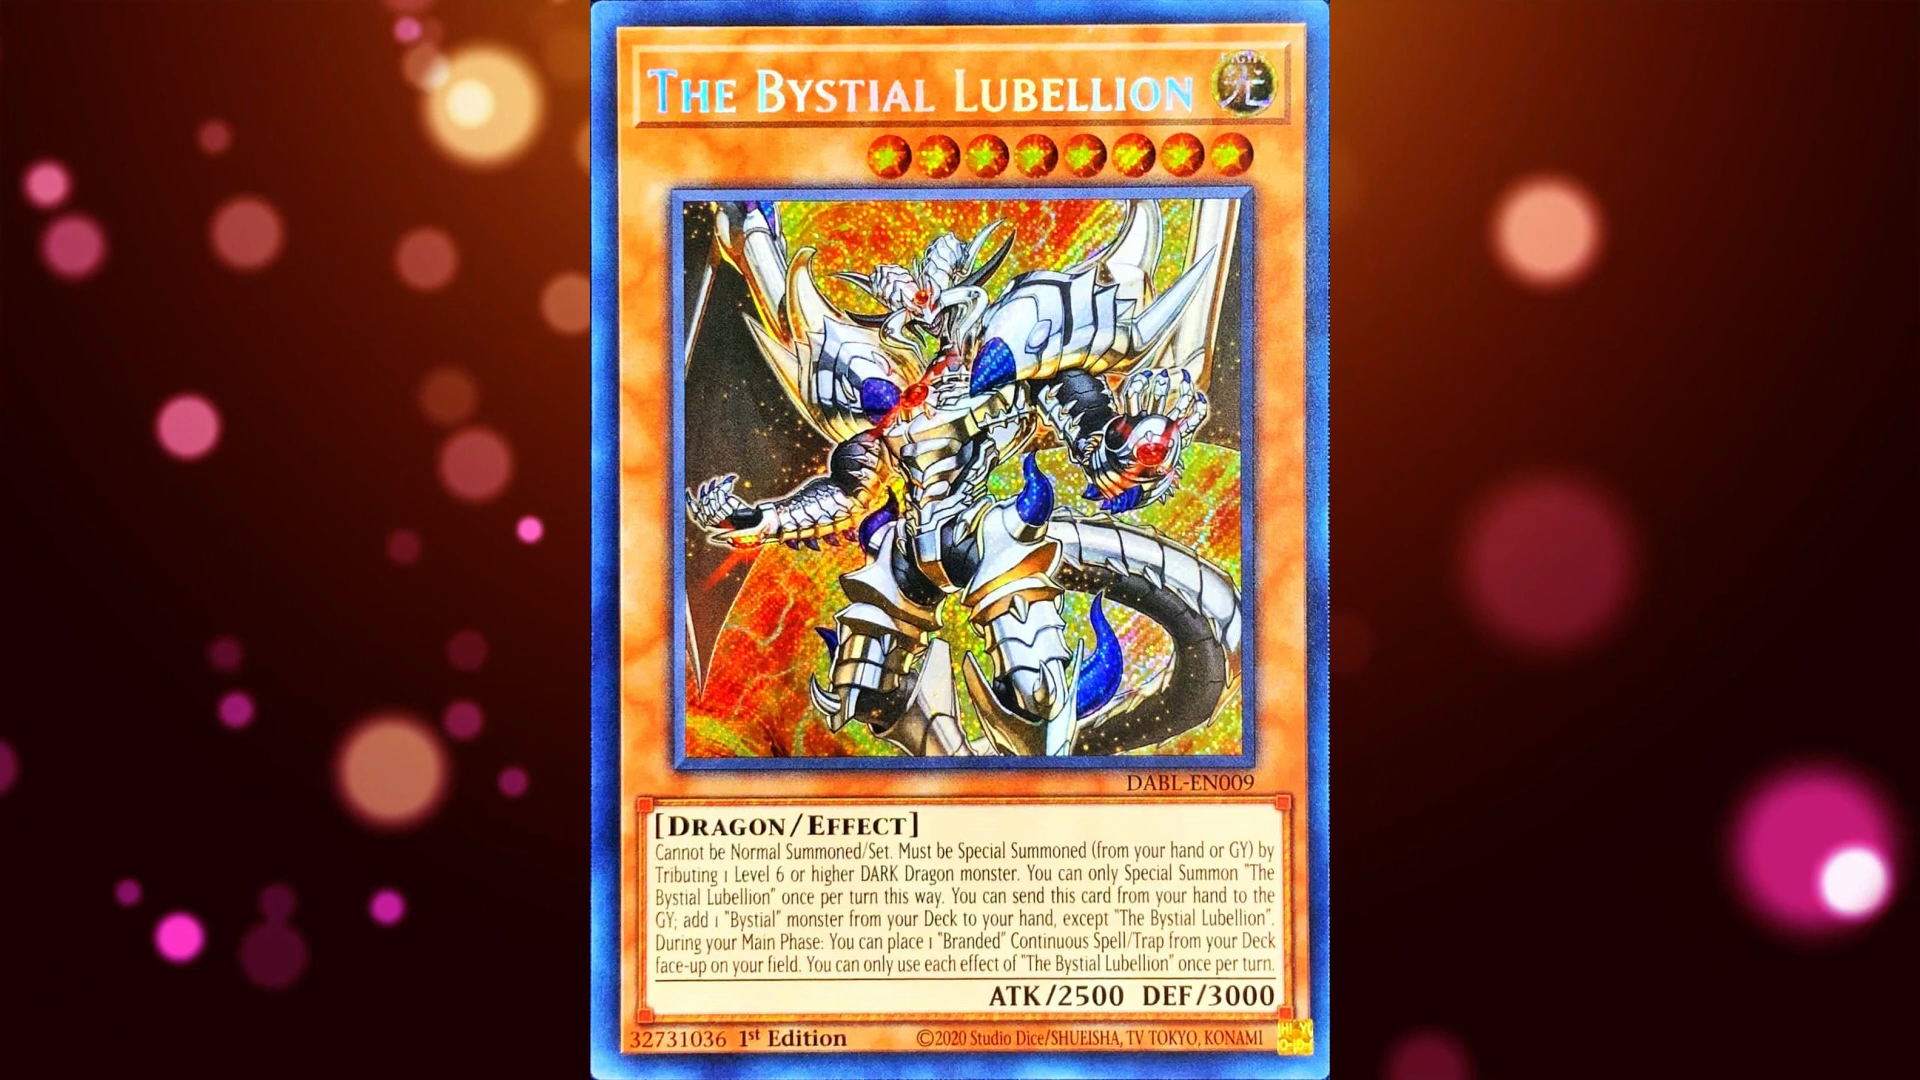 THE BYSTIAL LUBELLION
LIGHT
光
DABL-EN009
[DRAGON/EFFECT]
Cannot be Normal Summoned/Set. Must be Special Summoned (from your hand or GY) by
Tributing 1 Level 6 or higher DARK Dragon monster. You can only Special Summon "The
Bystial Lubellion" once per turn this way. You can send this card from your hand to the
GY; add 1 "Bystial" monster from your Deck to your hand, except "The Bystial Lubellion".
During your Main Phase: You can place 1 "Branded" Continuous Spell/Trap from your Deck
face-up on your field. You can only use each effect of "The Bystial Lubellion" once per turn.
ATK/2500 DEF/3000
32731036 1st Edition ©2020 Studio Dice/SHUEISHA, TV TOKYO, KONAMI